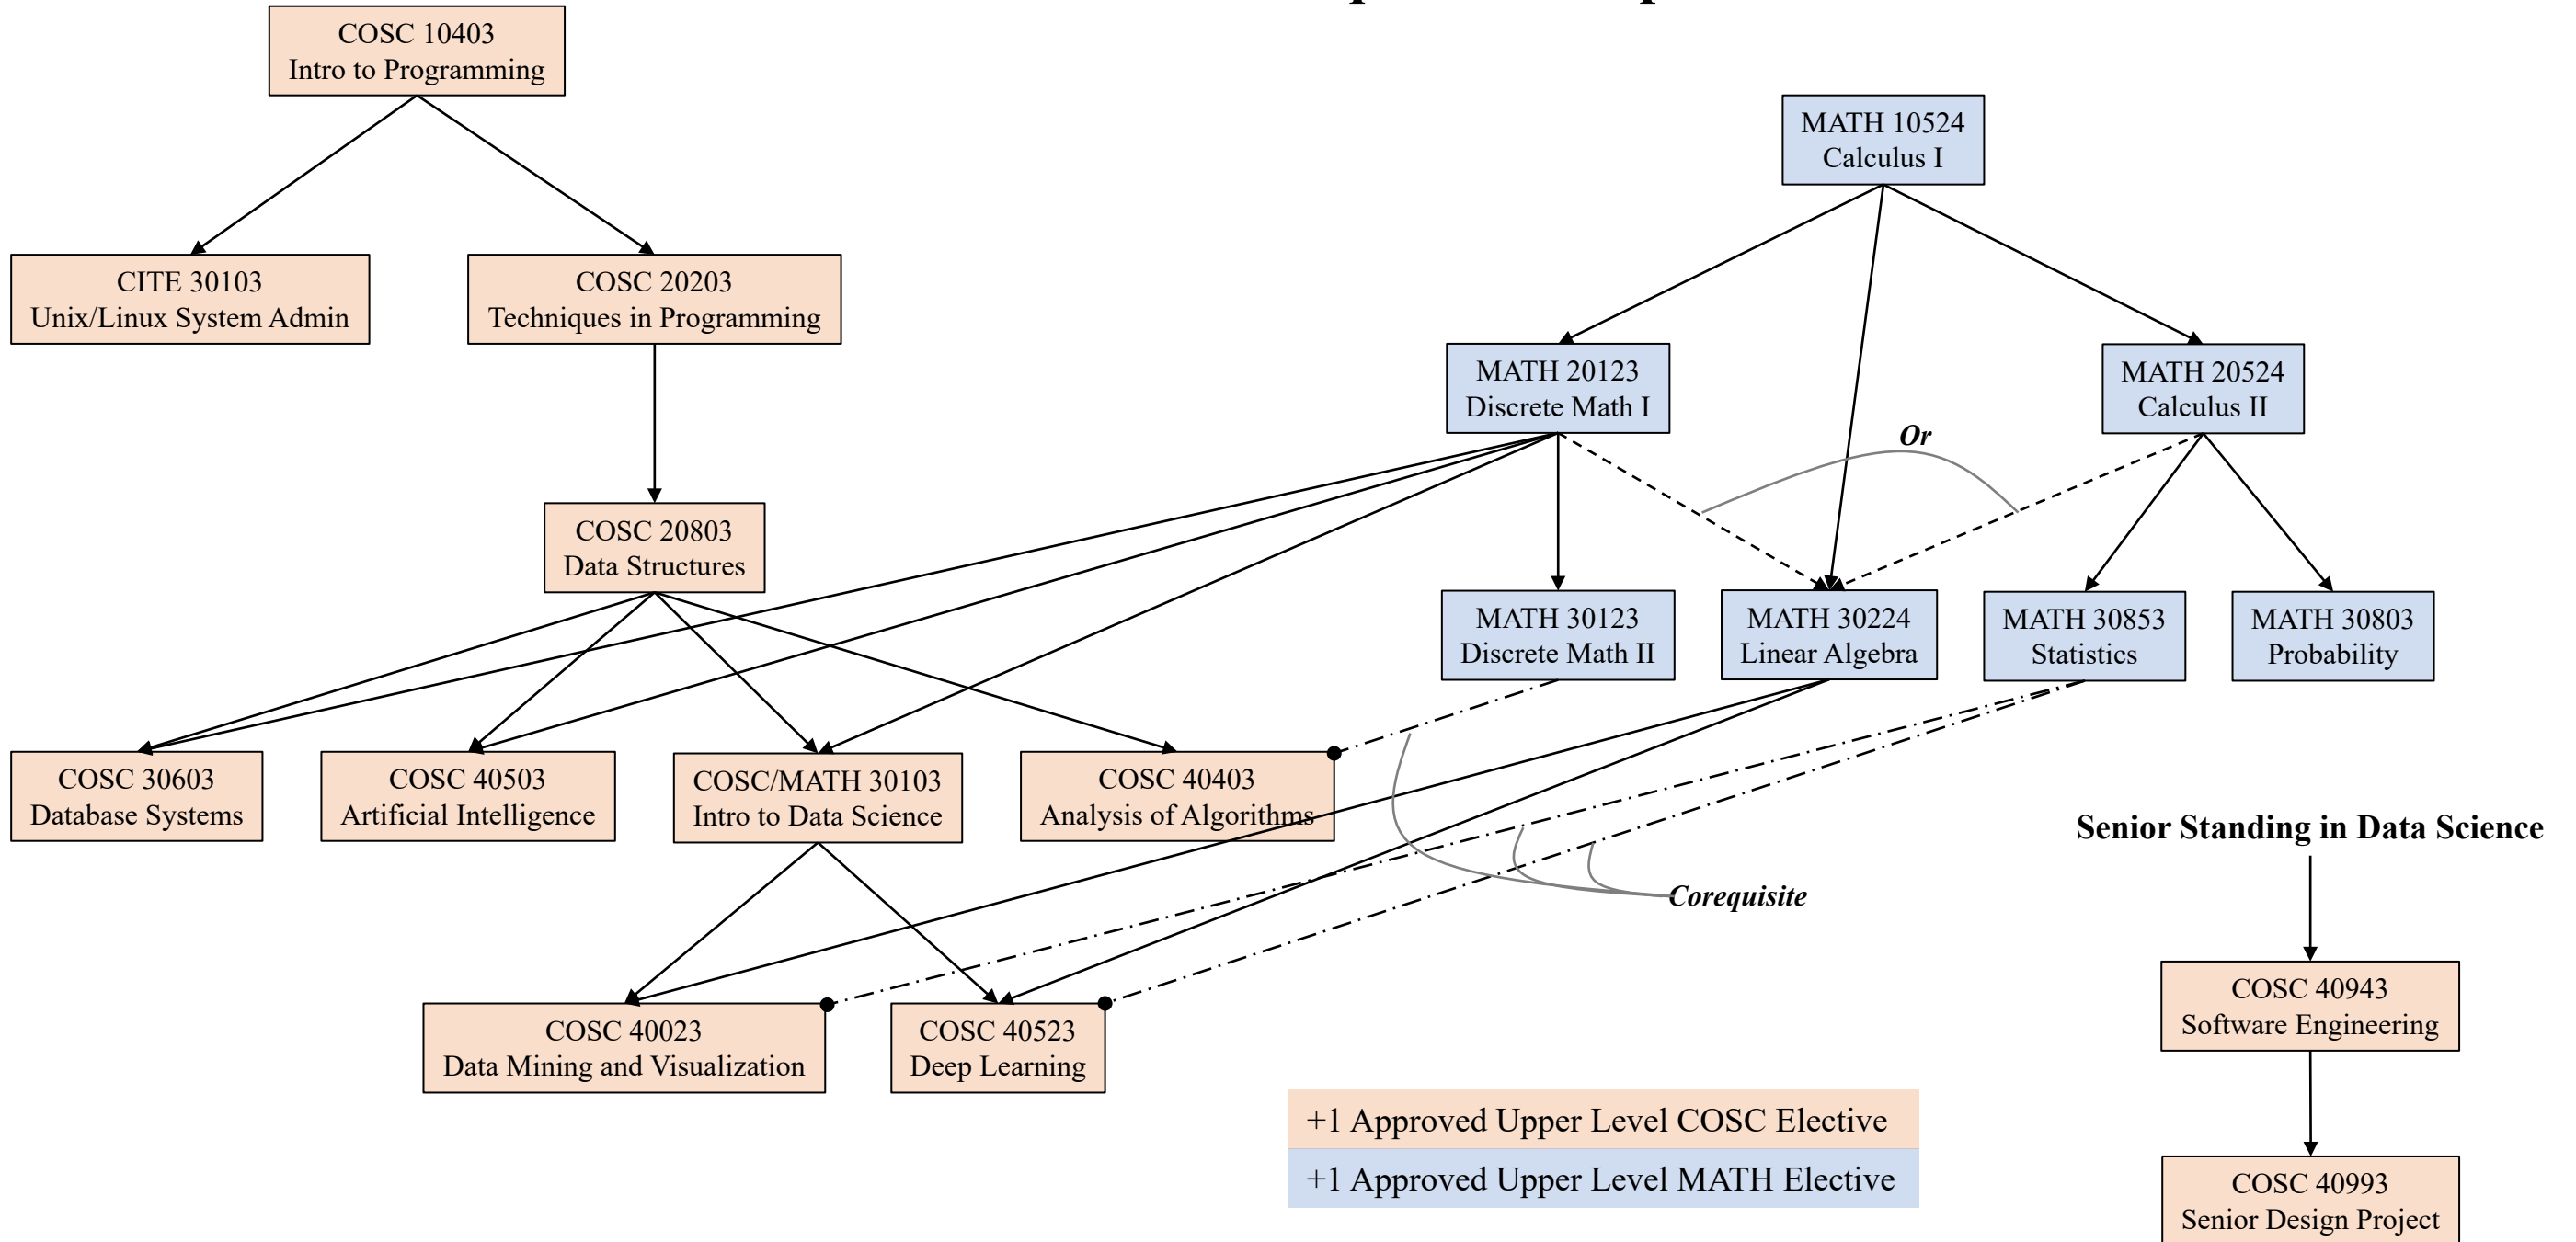 COSC 10403
Intro to Programming
MATH 10524
Calculus I
CITE 30103
Unix/Linux System Admin
COSC 20203
Techniques in Programming
MATH 20123
Discrete Math I
MATH 20524
Calculus II
Or
COSC 20803
Data Structures
MATH 30123
Discrete Math II
MATH 30224
Linear Algebra
MATH 30853
Statistics
MATH 30803
Probability
COSC 30603
Database Systems
COSC 40503
Artificial Intelligence
COSC/MATH 30103
Intro to Data Science
COSC 40403
Analysis of Algorithms
Senior Standing in Data Science
Corequisite
COSC 40023
Data Mining and Visualization
COSC 40523
Deep Learning
COSC 40943
Software Engineering
+1 Approved Upper Level COSC Elective
+1 Approved Upper Level MATH Elective
COSC 40993
Senior Design Project